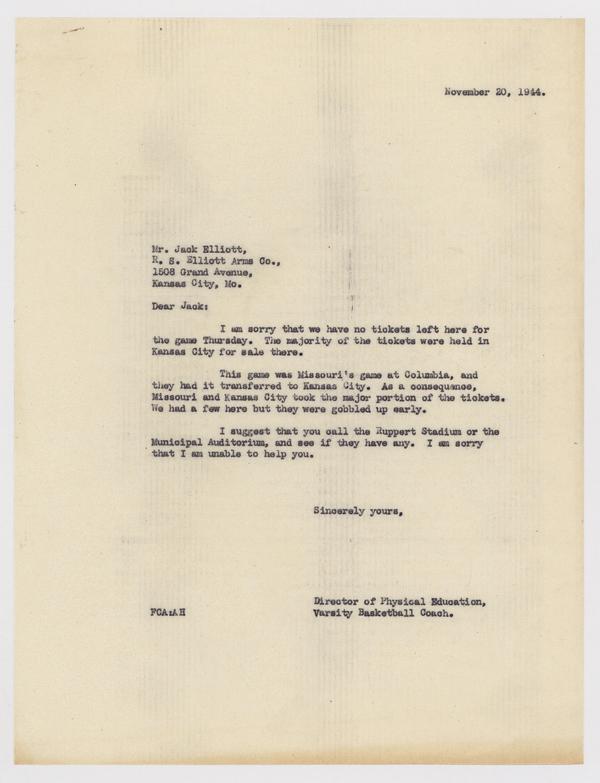 November 20, 1944.
Mr. Jack Elliott,
R. S. Elliott Arms Co.,
1508 Grand Avenue,
Kansas City, Mo.
Dear Jack:
I am sorry that we have no tickets left here for
the game Thursday. The majority of the tickets were held in
Kansas City for sale there.
This game was Missouri's game at Columbia, and
they had it transferred to Kansas City. As a consequence,
Missouri and Kansas City took the major portion of the tickets.
We had a few here but they were gobbled up early.
I suggest that you call the Ruppert Stadium or the
Municipal Auditorium, and see if they have any. I am sorry
that I am unable to help you.
Sincerely yours,
Director of Physical Education,
FCA:AH Varsity Basketball Coach.